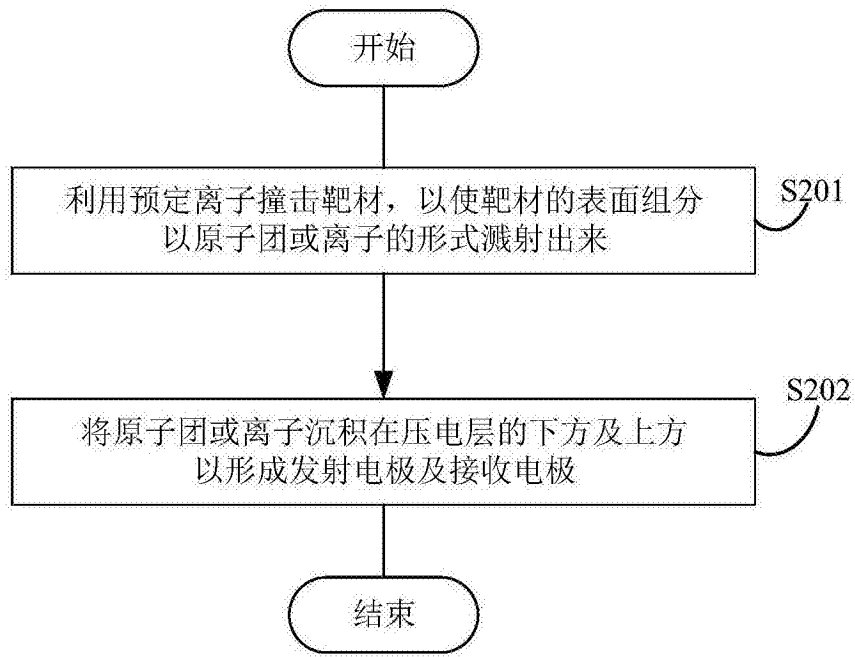 开始
利用预定离子撞击靶材，以使靶材的表面组分
以原子团或离子的形式溅射出来
S201
将原子团或离子沉积在压电层的下方及上方
以形成发射电极及接收电极
S202
结束